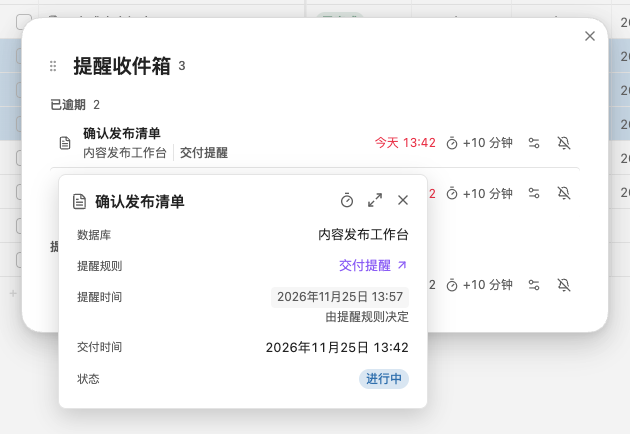 提醒收件箱 3
已逾期 2
确认发布清单
内容发布工作台 交付提醒
今天 13:42 +10 分钟
2 +10 分钟
提
2 +10 分钟
确认发布清单
数据库 内容发布工作台
提醒规则 交付提醒
提醒时间 2026年11月25日 13:57
由提醒规则决定
交付时间 2026年11月25日 13:42
状态 进行中